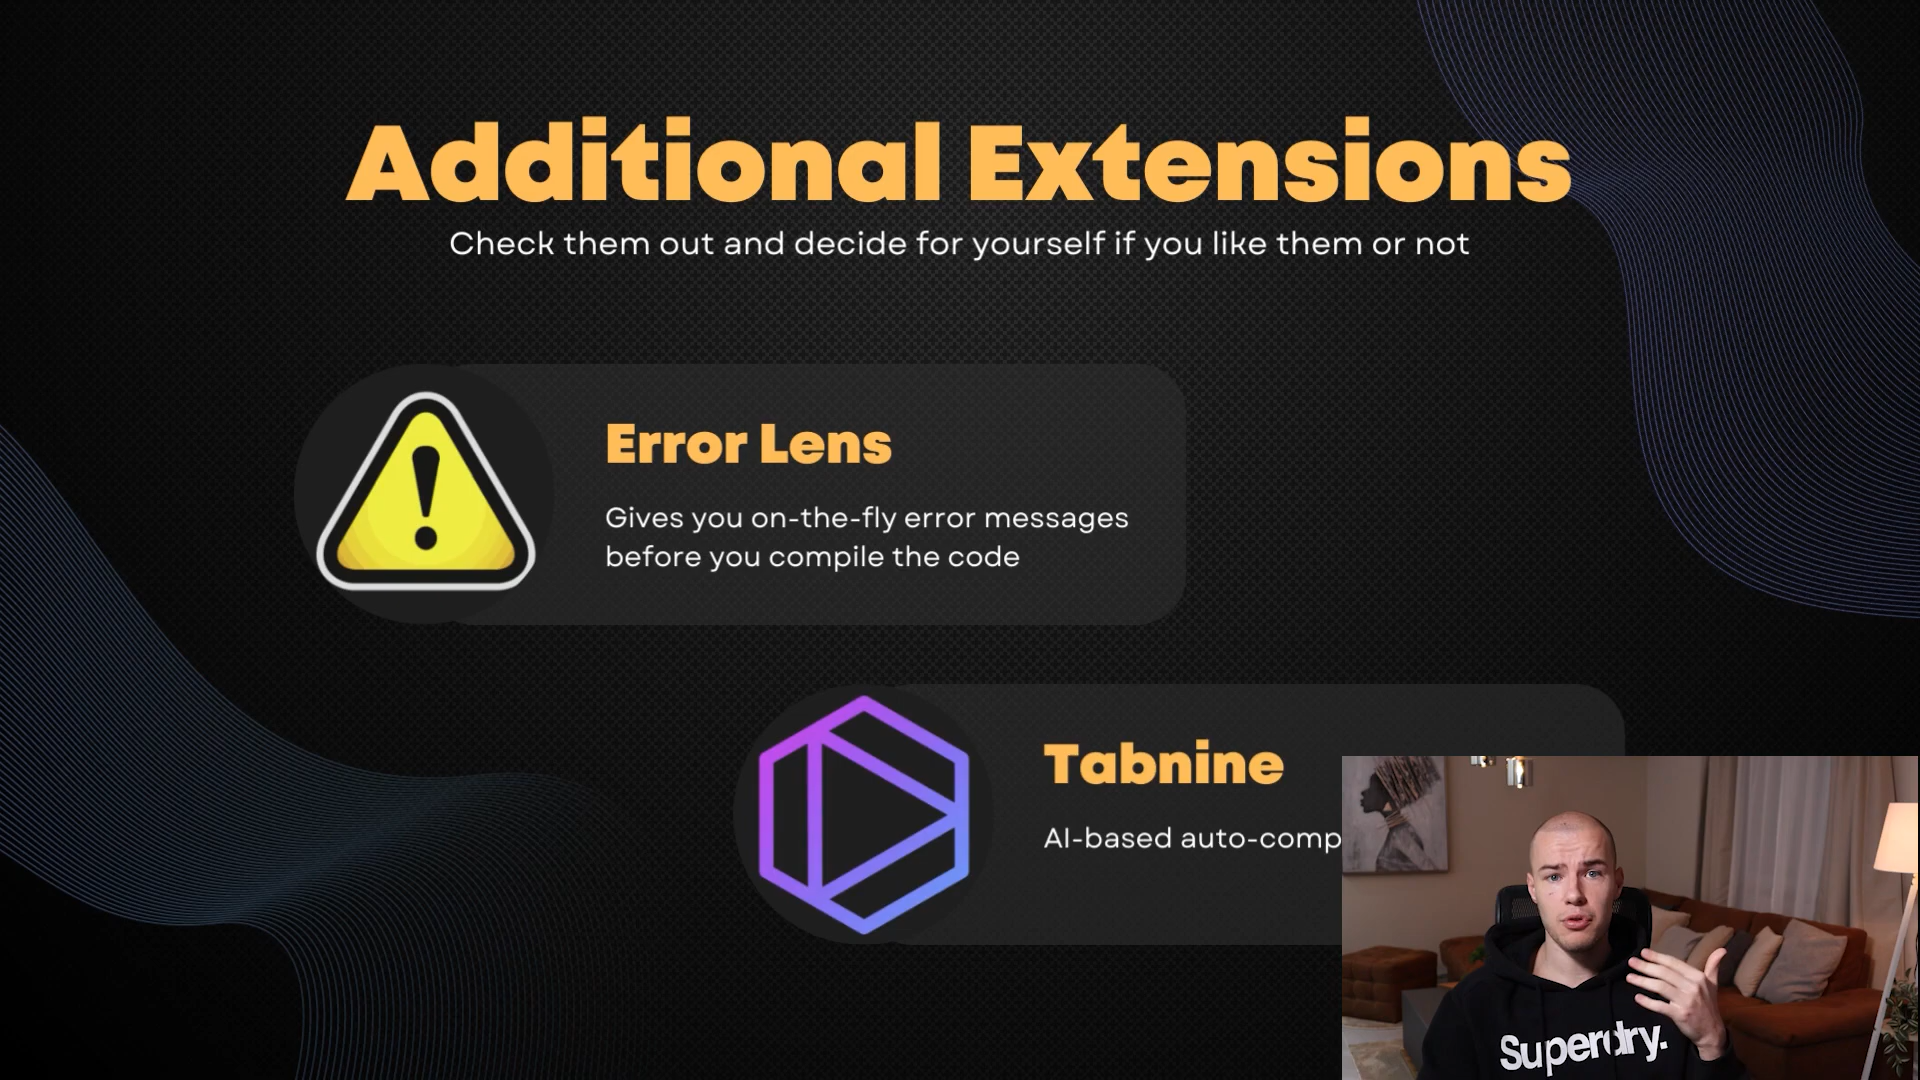 Additional Extensions
Check them out and decide for yourself if you like them or not
Error Lens
Gives you on-the-fly error messages
before you compile the code
Tabnine
AI-based auto-comp
Superdry.